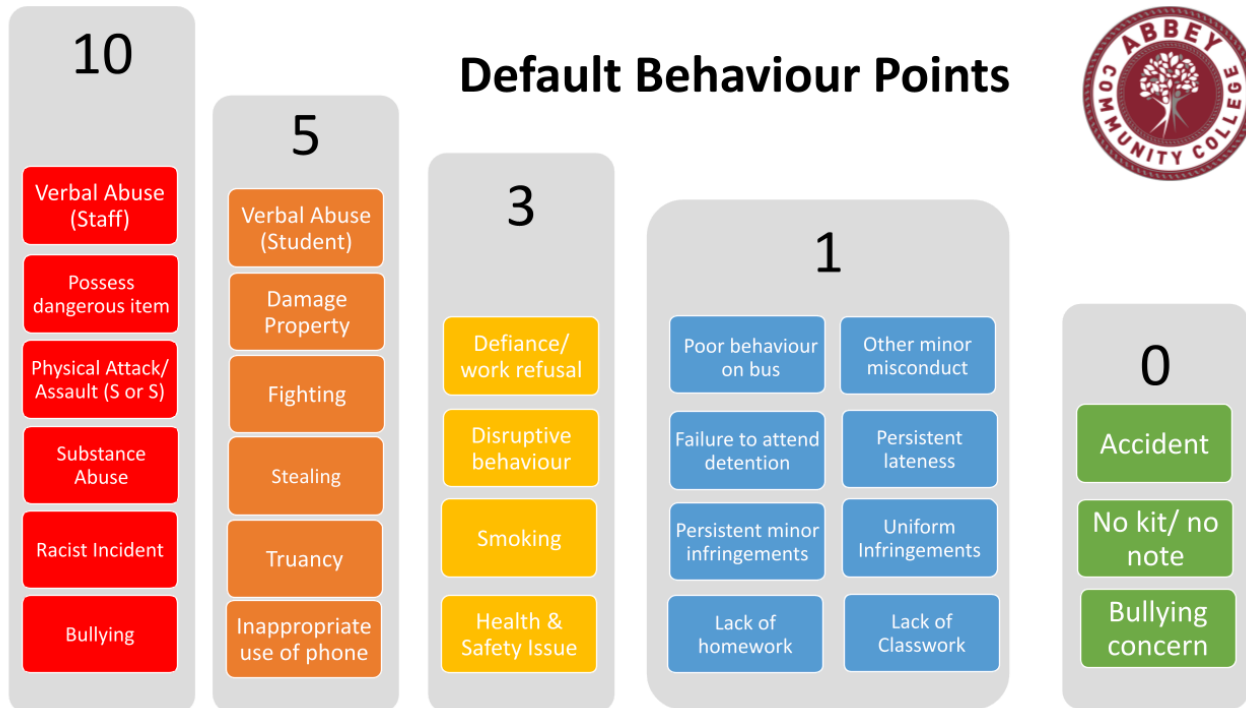 Default Behaviour Points
ABBEY
COMMUNITY COLLEGE
10
Verbal Abuse
(Staff)
Possess
dangerous item
Physical Attack/
Assault (S or S)
Substance
Abuse
Racist Incident
Bullying
5
Verbal Abuse
(Student)
Damage
Property
Fighting
Stealing
Truancy
Inappropriate
use of phone
3
Defiance/
work refusal
Disruptive
behaviour
Smoking
Health &
Safety Issue
1
Poor behaviour
on bus
Other minor
misconduct
Failure to attend
detention
Persistent
lateness
Persistent minor
infringements
Uniform
Infringements
Lack of
homework
Lack of
Classwork
0
Accident
No kit/ no
note
Bullying
concern